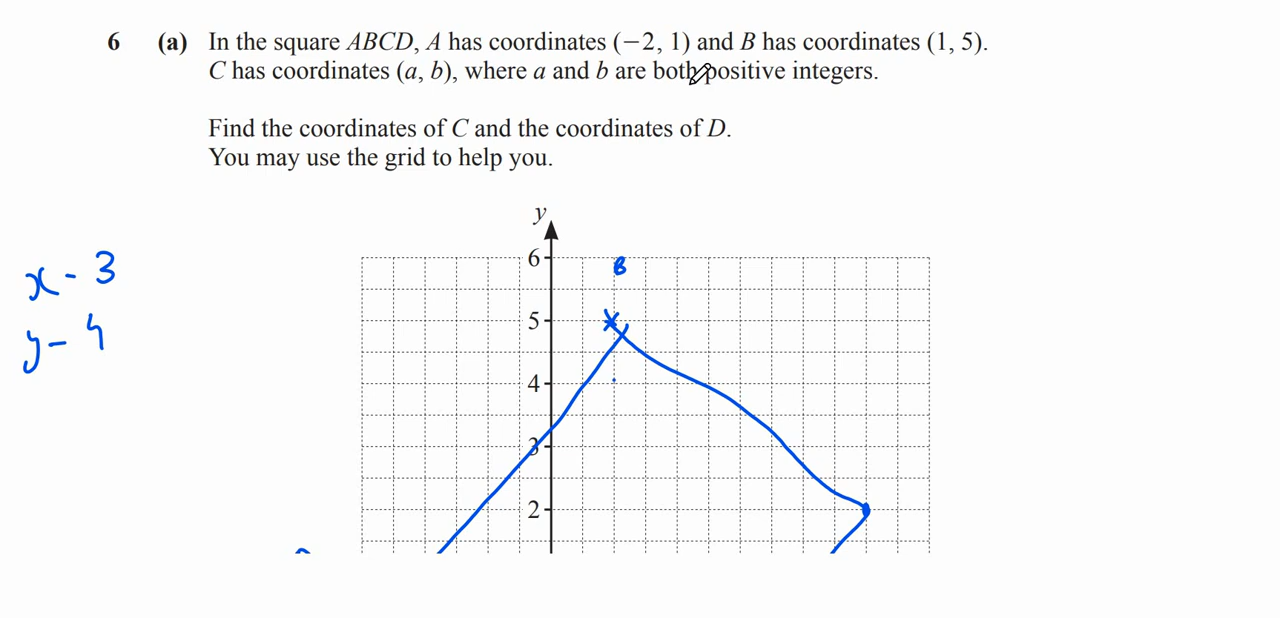 6 (a) In the square ABCD, A has coordinates (−2, 1) and B has coordinates (1, 5).
C has coordinates (a, b), where a and b are both positive integers.
Find the coordinates of C and the coordinates of D.
You may use the grid to help you.
y
6
B
x - 3
5
y - 4
4
3
2